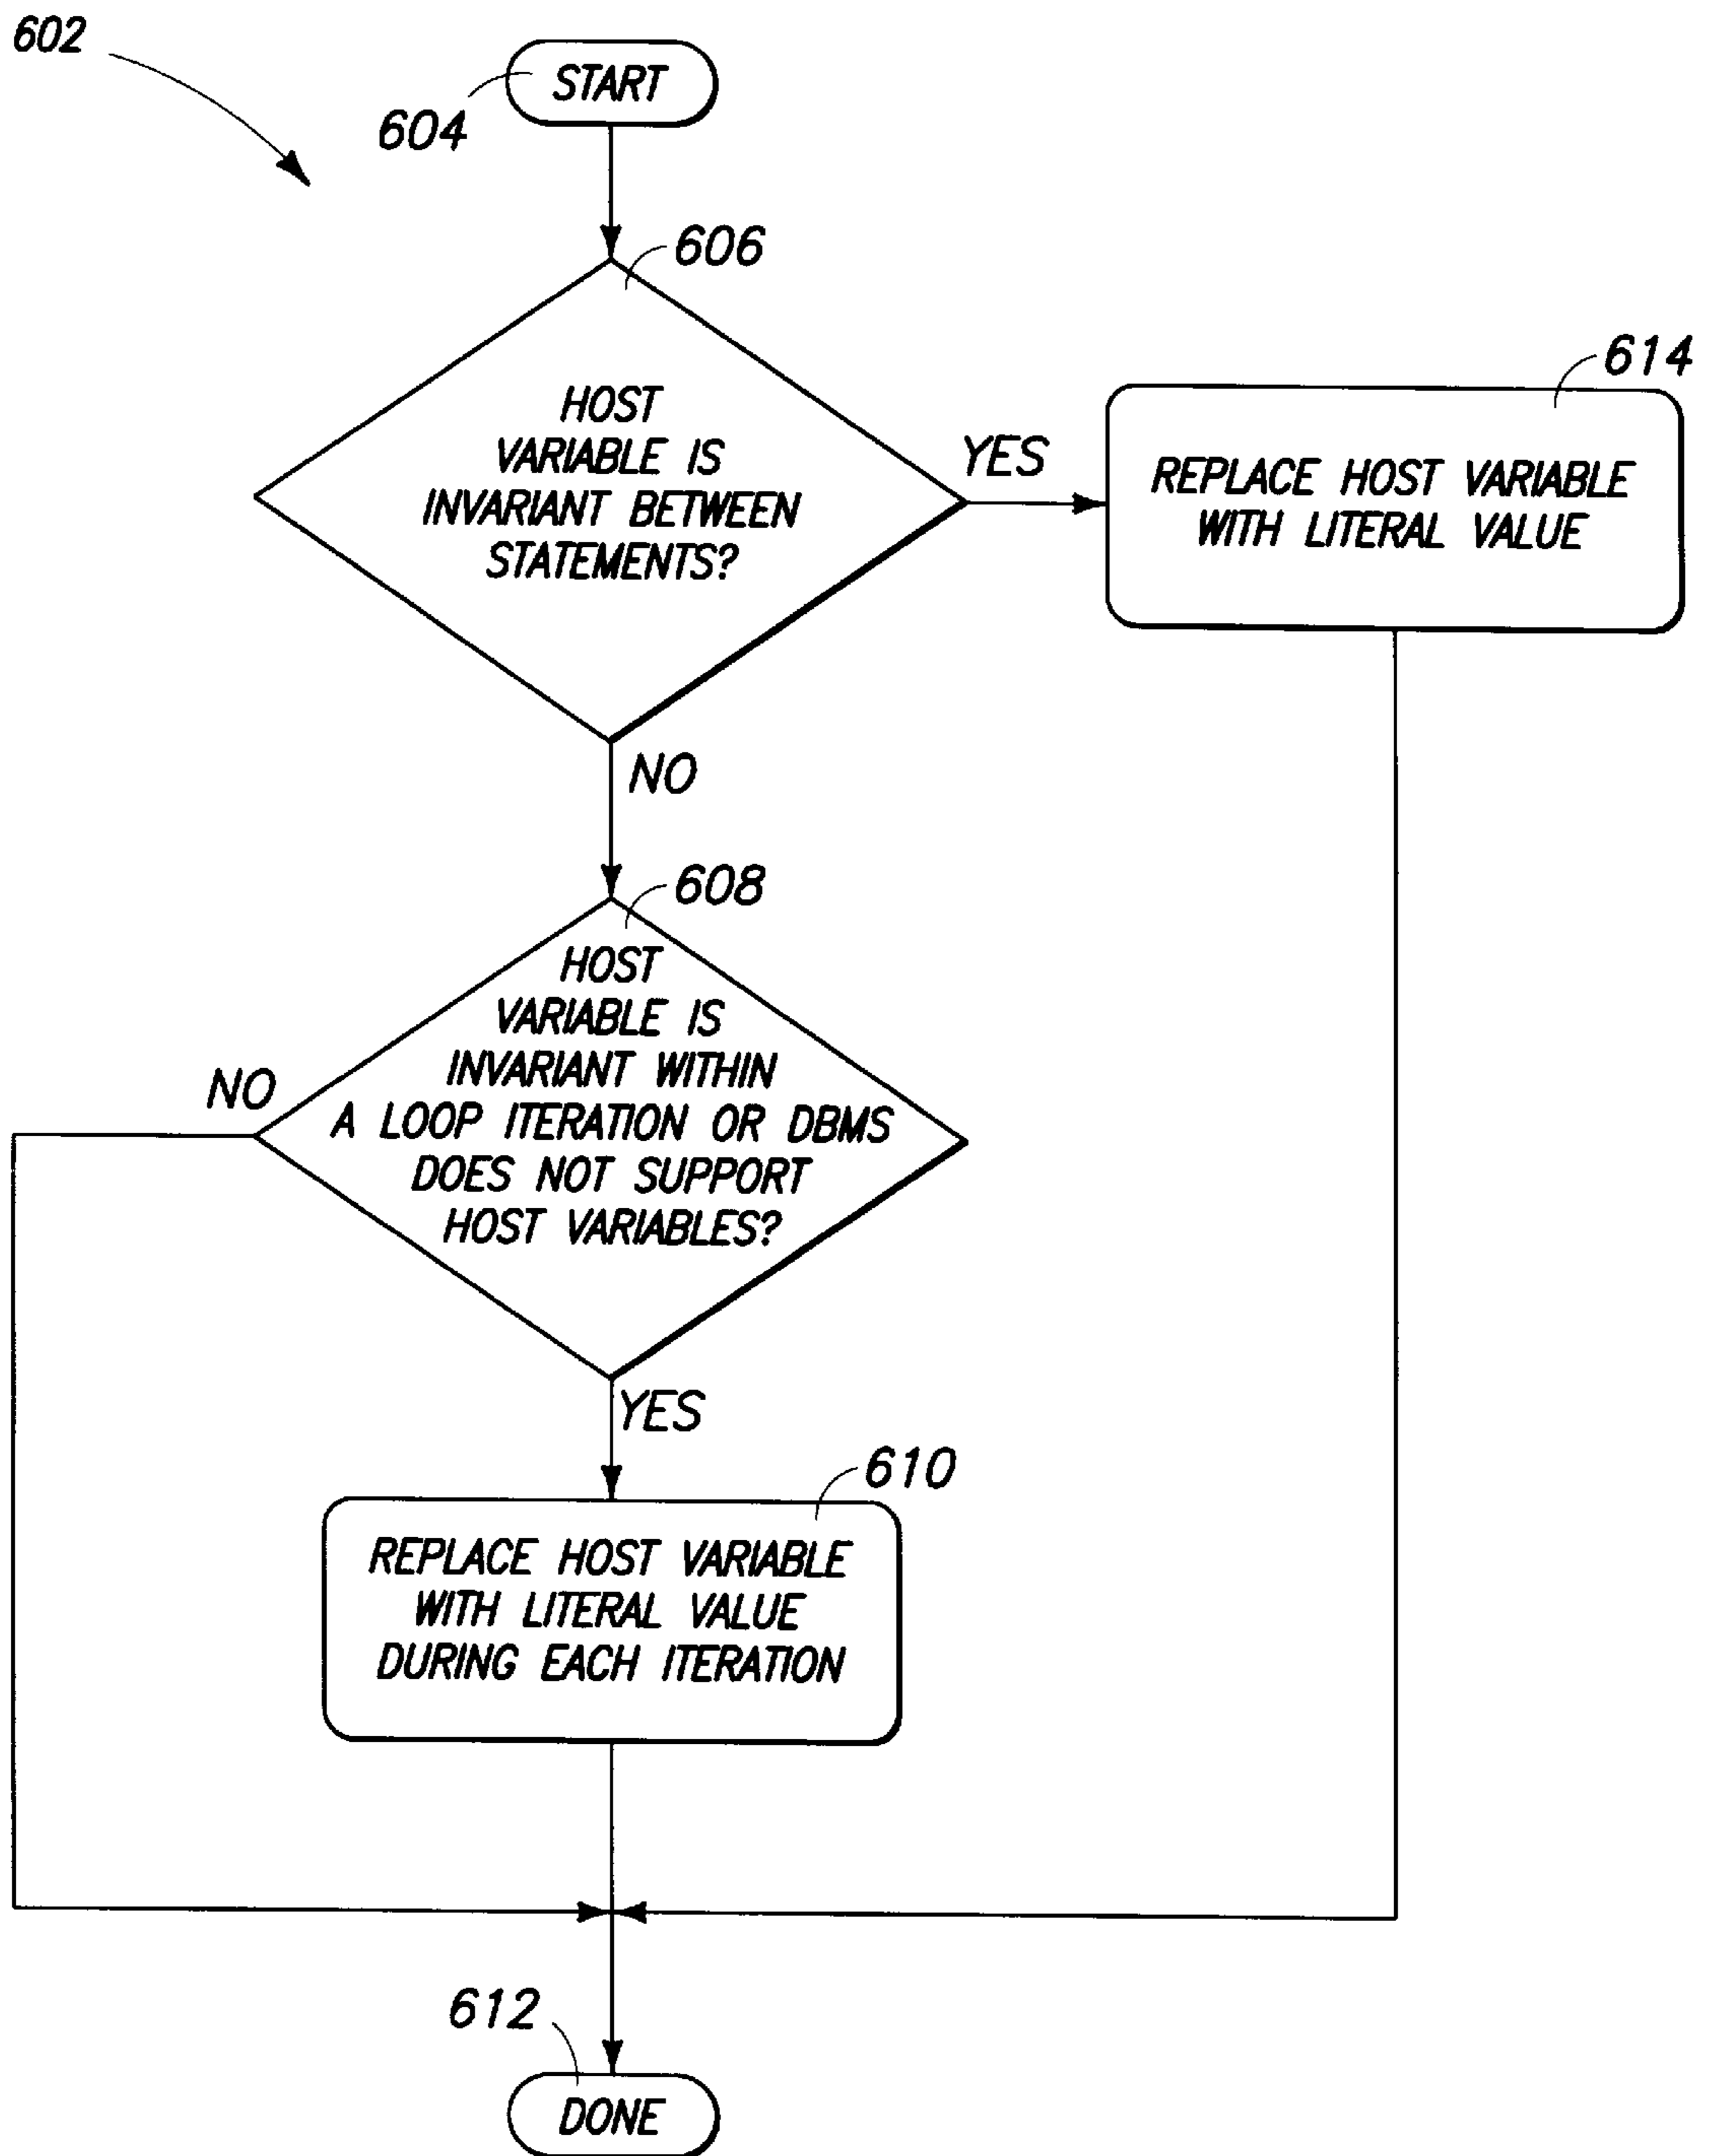 602
START
604
606
HOST
VARIABLE IS
INVARIANT BETWEEN
STATEMENTS?
YES
614
REPLACE HOST VARIABLE
WITH LITERAL VALUE
NO
608
HOST
VARIABLE IS
INVARIANT WITHIN
A LOOP ITERATION OR DBMS
DOES NOT SUPPORT
HOST VARIABLES?
NO
YES
610
REPLACE HOST VARIABLE
WITH LITERAL VALUE
DURING EACH ITERATION
612
DONE